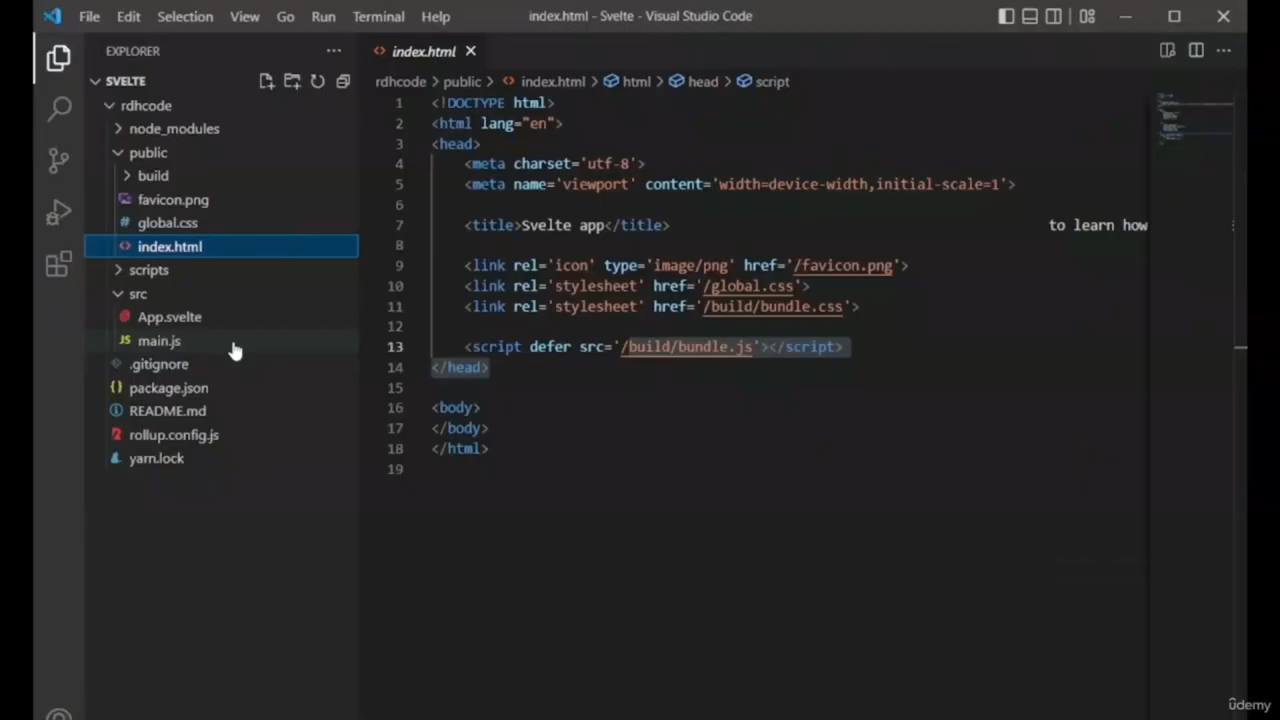 File Edit Selection View Go Run Terminal Help index.html - Svelte - Visual Studio Code
EXPLORER
SVELTE
rdhcode
node_modules
public
build
favicon.png
# global.css
<> index.html
scripts
src
App.svelte
JS main.js
.gitignore
{} package.json
README.md
rollup.config.js
yarn.lock
<> index.html
rdhcode > public > <> index.html > html > head > script
1 <!DOCTYPE html>
2 <html lang="en">
3 <head>
4 <meta charset='utf-8'>
5 <meta name='viewport' content='width=device-width,initial-scale=1'>
6
7 <title>Svelte app</title> to learn how
8
9 <link rel='icon' type='image/png' href='/favicon.png'>
10 <link rel='stylesheet' href='/global.css'>
11 <link rel='stylesheet' href='/build/bundle.css'>
12
13 <script defer src='/build/bundle.js'></script>
14 </head>
15
16 <body>
17 </body>
18 </html>
19
ûdemy